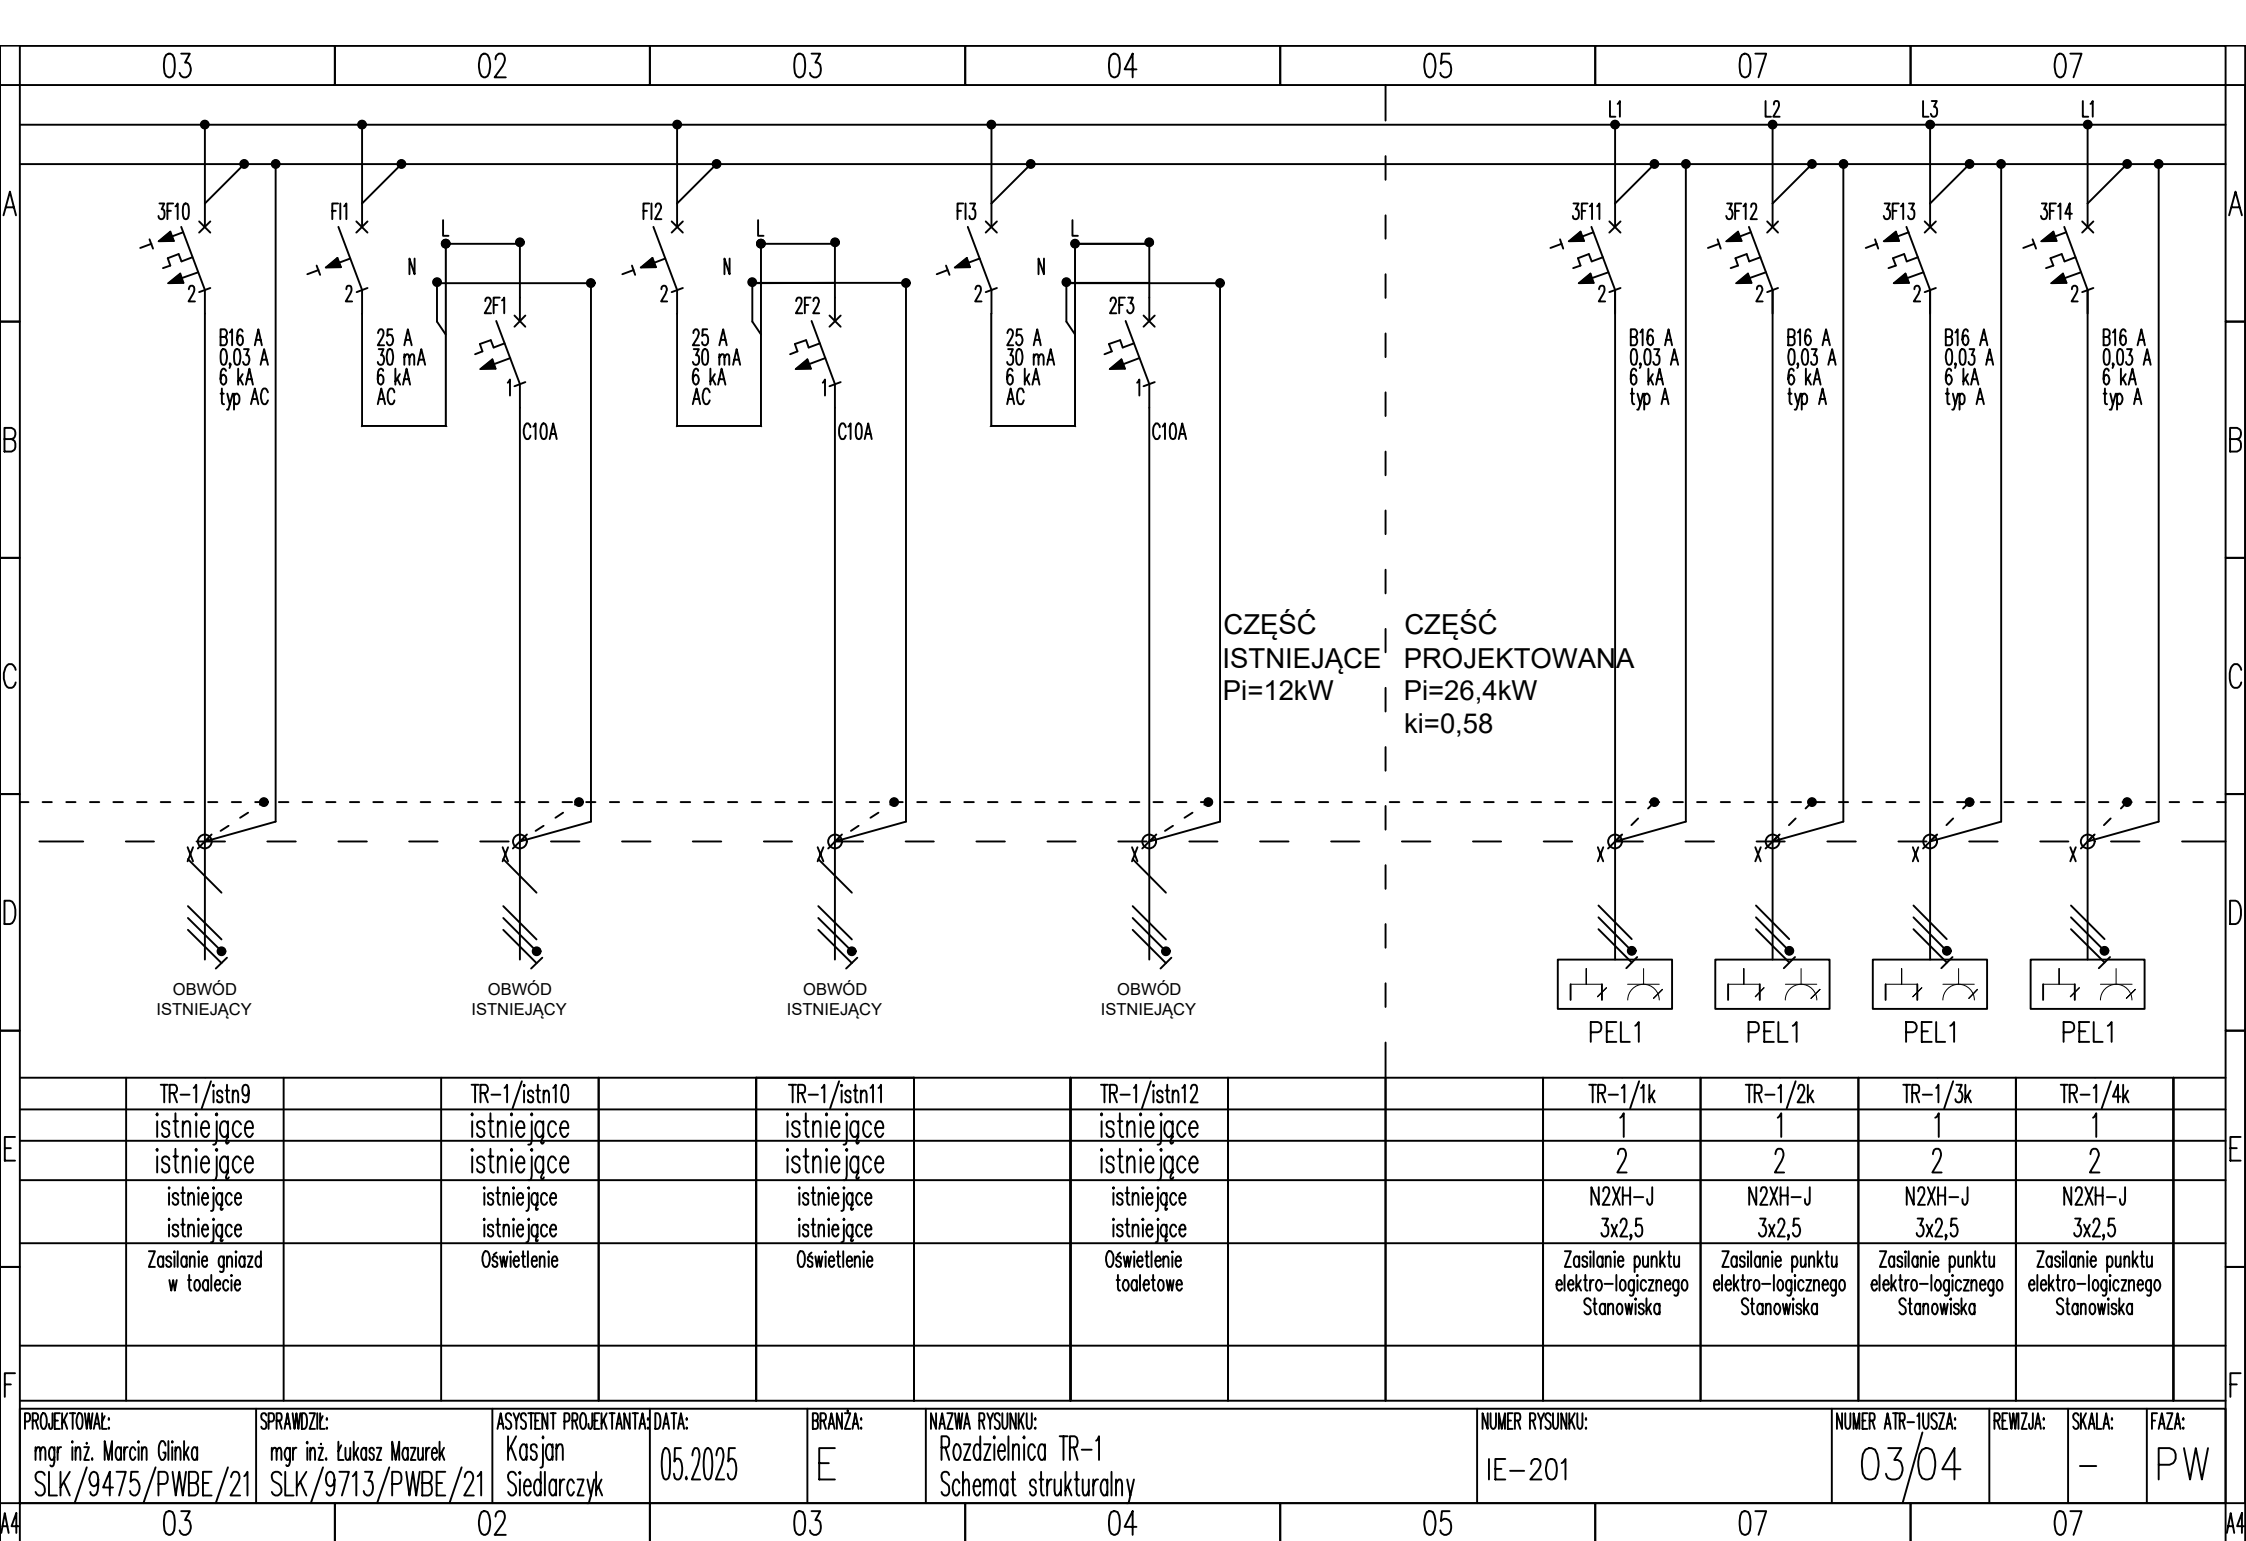 03 02 03 04 05 07 07
L1 L2 L3 L1
A A
3F10 FI1 FI2 FI3 3F11 3F12 3F13 3F14
L L L
N N N
2 2 2 2 2 2 2 2
2F1 2F2 2F3
B16 A 25 A 25 A 25 A B16 A B16 A B16 A B16 A
0,03 A 30 mA 30 mA 30 mA 0,03 A 0,03 A 0,03 A 0,03 A
6 kA 6 kA 6 kA 6 kA 6 kA 6 kA 6 kA 6 kA
typ AC AC AC AC typ A typ A typ A typ A
1 1 1
C10A C10A C10A
B B
CZĘŚĆ
ISTNIEJĄCE
Pi=12kW
CZĘŚĆ
PROJEKTOWANA
Pi=26,4kW
ki=0,58
C C
X X X X X X X X
D D
OBWÓD OBWÓD OBWÓD OBWÓD
ISTNIEJĄCY ISTNIEJĄCY ISTNIEJĄCY ISTNIEJĄCY
PEL1 PEL1 PEL1 PEL1
TR-1/istn9 TR-1/istn10 TR-1/istn11 TR-1/istn12 TR-1/1k TR-1/2k TR-1/3k TR-1/4k
istniejące istniejące istniejące istniejące 1 1 1 1
E E
istniejące istniejące istniejące istniejące 2 2 2 2
istniejące istniejące istniejące istniejące N2XH-J N2XH-J N2XH-J N2XH-J
istniejące istniejące istniejące istniejące 3x2,5 3x2,5 3x2,5 3x2,5
Zasilanie gniazd Oświetlenie Oświetlenie Oświetlenie Zasilanie punktu Zasilanie punktu Zasilanie punktu Zasilanie punktu
w toalecie toaletowe elektro-logicznego elektro-logicznego elektro-logicznego elektro-logicznego
Stanowiska Stanowiska Stanowiska Stanowiska
F F
PROJEKTOWAŁ:
mgr inż. Marcin Glinka
SLK/9475/PWBE/21
SPRAWDZIŁ:
mgr inż. Łukasz Mazurek
SLK/9713/PWBE/21
ASYSTENT PROJEKTANTA:
Kasjan
Siedlarczyk
DATA:
05.2025
BRANŻA:
E
NAZWA RYSUNKU:
Rozdzielnica TR-1
Schemat strukturalny
NUMER RYSUNKU:
IE-201
NUMER ATR-1USZA:
03/04
REWIZJA:
SKALA:
-
FAZA:
PW
A4 03 02 03 04 05 07 07 A4